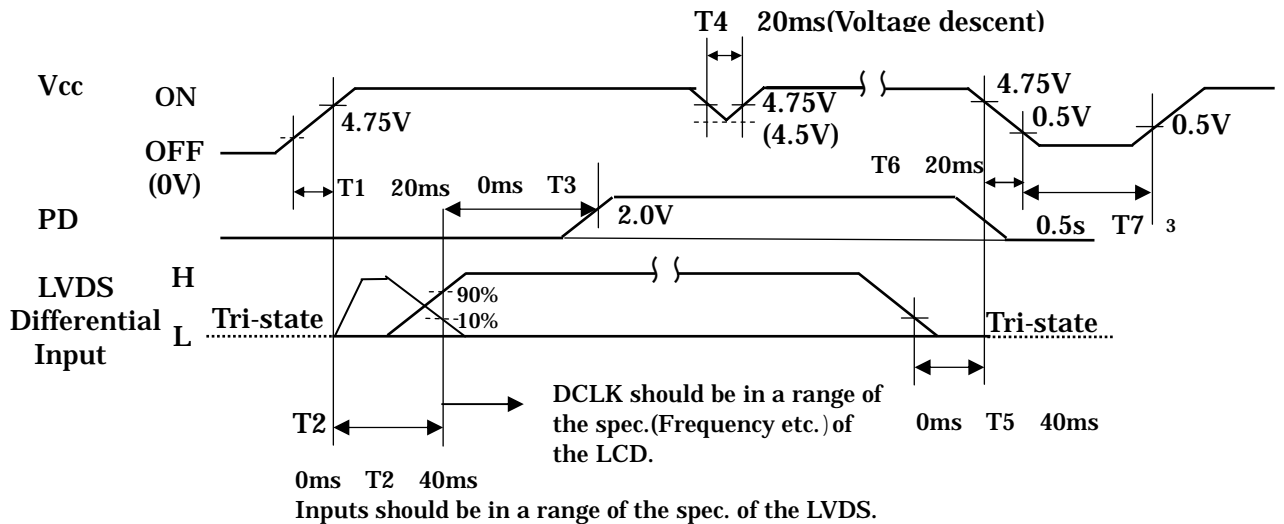 T4 20ms(Voltage descent)
Vcc
ON
4.75V
OFF
(0V)
4.75V
(4.5V)
4.75V
0.5V
0.5V
T1 20ms
0ms T3
T6 20ms
PD
2.0V
0.5s T7 3
LVDS
Differential
Input
H
L
90%
10%
Tri-state
Tri-state
T2
DCLK should be in a range of
the spec.(Frequency etc.) of
the LCD.
0ms T5 40ms
0ms T2 40ms
Inputs should be in a range of the spec. of the LVDS.